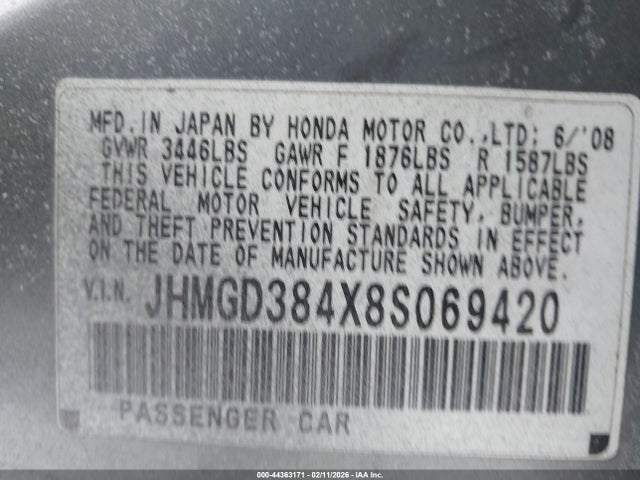 MFD. IN JAPAN BY HONDA MOTOR CO., LTD; 6/'08
GVWR 3446LBS GAWR F 1876LBS R 1587LBS
THIS VEHICLE CONFORMS TO ALL APPLICABLE
FEDERAL MOTOR VEHICLE SAFETY, BUMPER,
AND THEFT PREVENTION STANDARDS IN EFFECT
ON THE DATE OF MANUFACTURE SHOWN ABOVE.
V.I.N. JHMGD384X8S069420
PASSENGER CAR
000-44363171 - 02/11/2026 - IAA Inc.